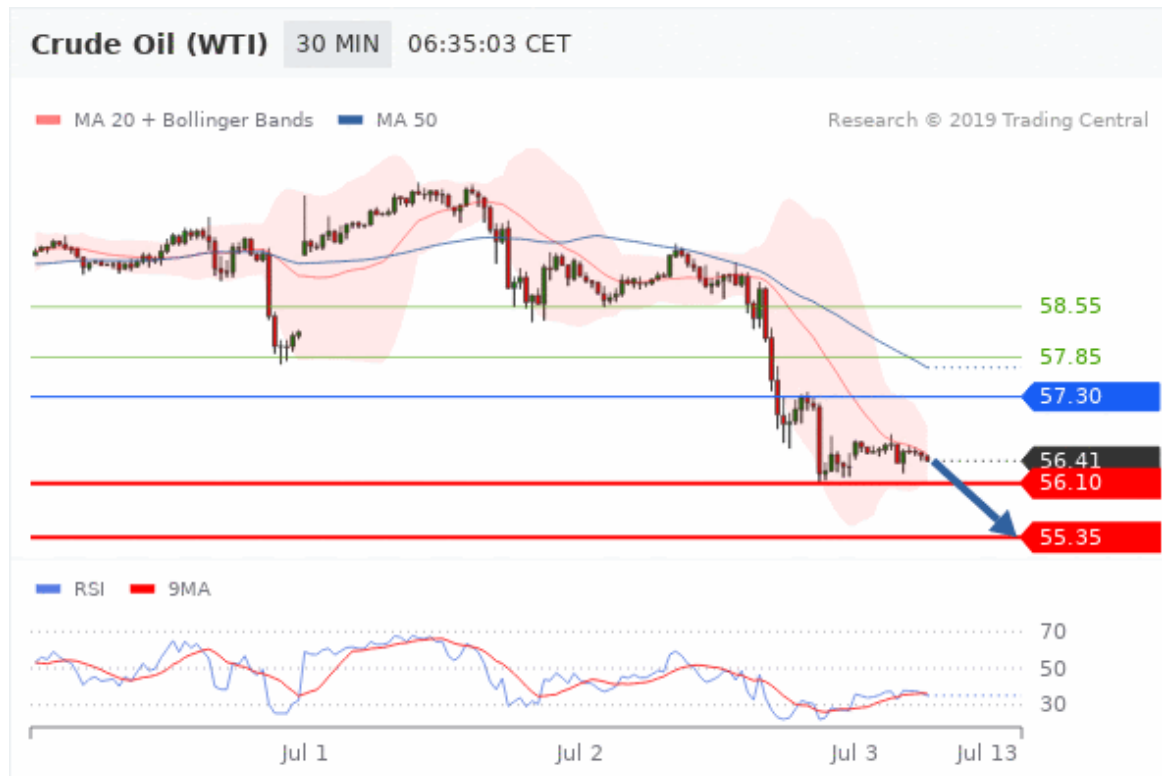 Crude Oil (WTI) 30 MIN 06:35:03 CET
MA 20 + Bollinger Bands MA 50 Research © 2019 Trading Central
58.55
57.85
57.30
56.41
56.10
55.35
RSI 9MA
70
50
30
Jul 1 Jul 2 Jul 3 Jul 13